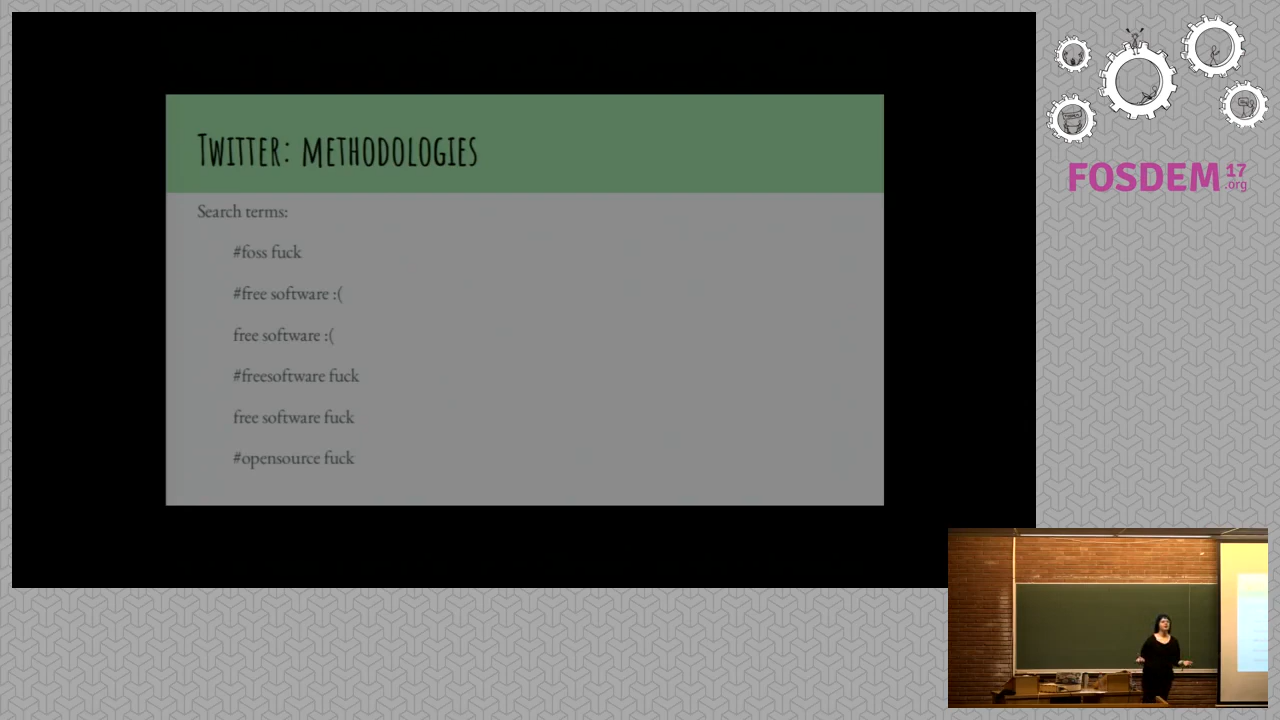 Twitter: methodologies
Search terms:
#foss fuck
#free software :(
free software :(
#freesoftware fuck
free software fuck
#opensource fuck
FOSDEM 17
.org